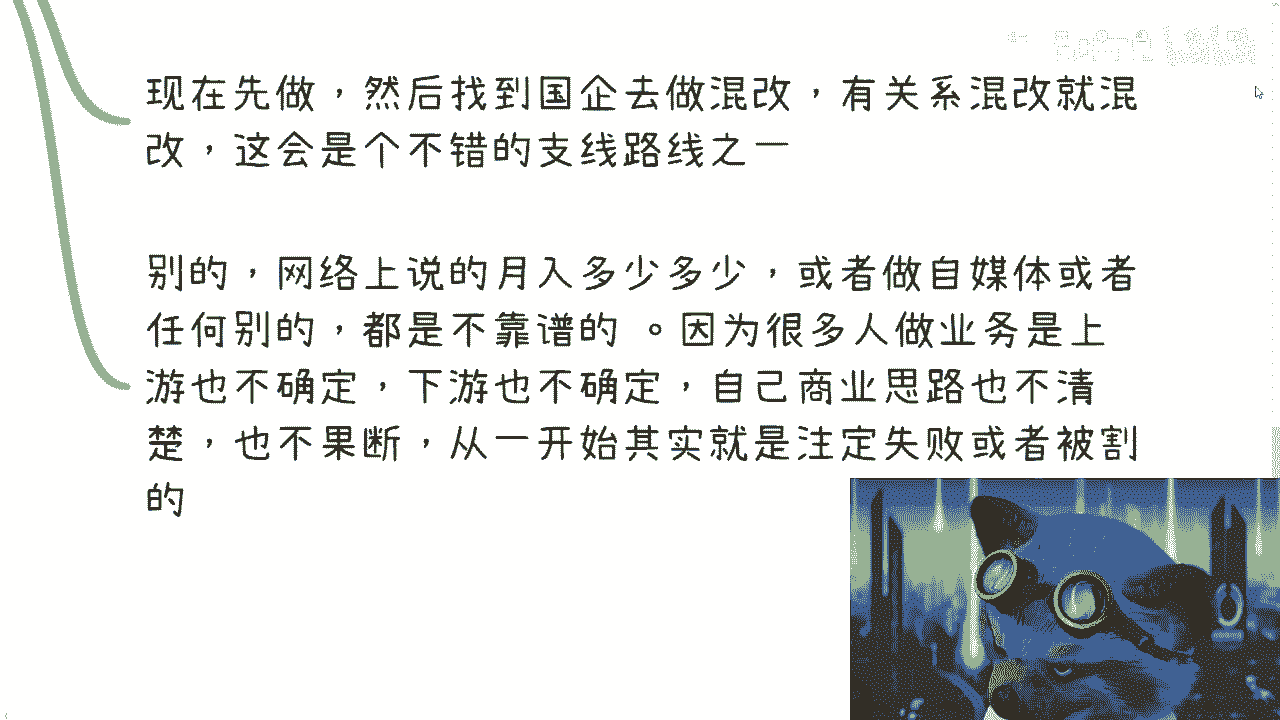 现在先做，然后找到国企去做混改，有关系混改就混
改，这会是个不错的支线路线之一
别的，网络上说的月入多少多少，或者做自媒体或者
任何别的，都是不靠谱的 。因为很多人做业务是上
游也不确定，下游也不确定，自己商业思路也不清
楚，也不果断，从一开始其实就是注定失败或者被割
的